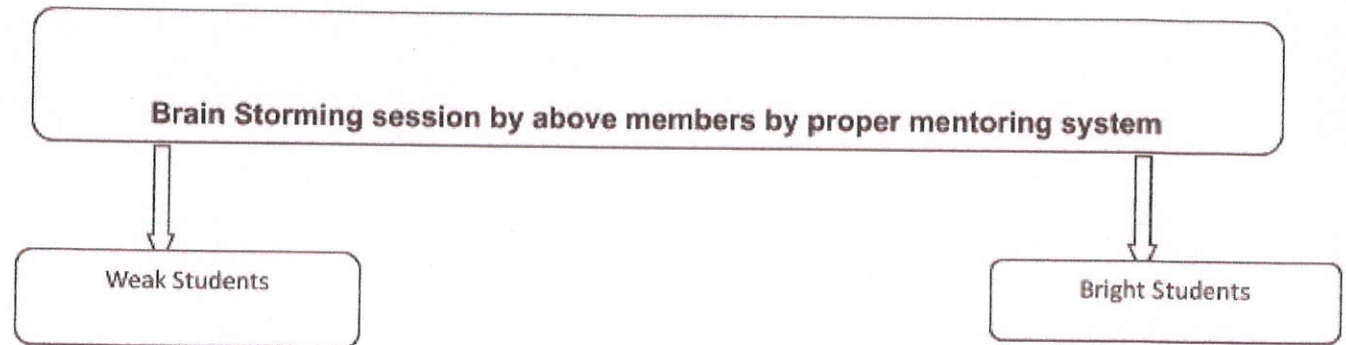 Brain Storming session by above members by proper mentoring system
Weak Students
Bright Students